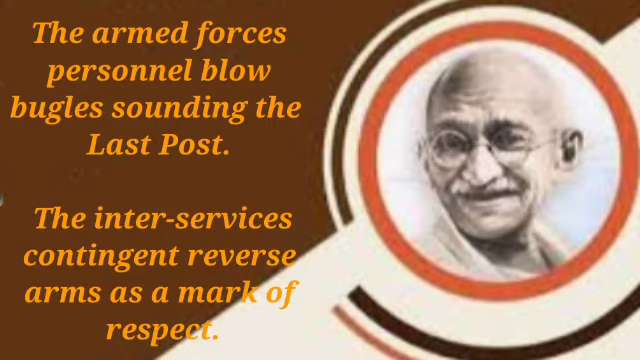 The armed forces
personnel blow
bugles sounding the
Last Post.
The inter-services
contingent reverse
arms as a mark of
respect.